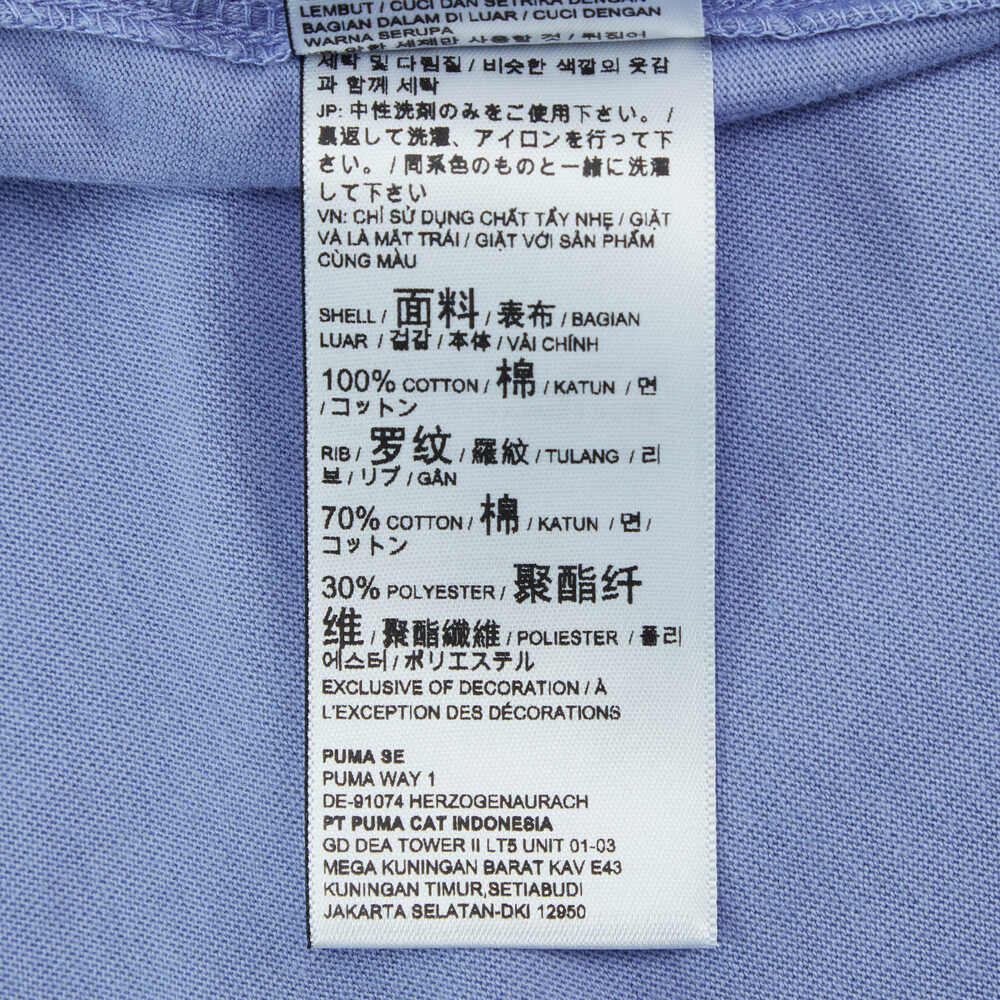 LEMBUT / CUCI DAN SETRIKA DENGAN
BAGIAN DALAM DI LUAR / CUCI DENGAN
WARNA SERUPA
세탁 및 다림질 / 비슷한 색깔의 옷감
과 함께 세탁
JP: 中性洗剤のみをご使用下さい。 /
裏返して洗濯、アイロンを行って下
さい。 / 同系色のものと一緒に洗濯
して下さい
VN: CHỈ SỬ DỤNG CHẤT TẨY NHẸ / GIẶT
VÀ LÀ MẶT TRÁI / GIẶT VỚI SẢN PHẨM
CÙNG MÀU
SHELL / 面料 / 表布 / BAGIAN
LUAR / 겉감 / 本体 / VẢI CHÍNH
100% COTTON / 棉 / KATUN / 면
/ コットン
RIB / 罗纹 / 羅紋 / TULANG / 리
브 / リブ / GÂN
70% COTTON / 棉 / KATUN / 면 /
コットン
30% POLYESTER / 聚酯纤
维 / 聚酯纖維 / POLIESTER / 폴리
에스터 / ポリエステル
EXCLUSIVE OF DECORATION / À
L'EXCEPTION DES DÉCORATIONS
PUMA SE
PUMA WAY 1
DE-91074 HERZOGENAURACH
PT PUMA CAT INDONESIA
GD DEA TOWER II LT5 UNIT 01-03
MEGA KUNINGAN BARAT KAV E43
KUNINGAN TIMUR,SETIABUDI
JAKARTA SELATAN-DKI 12950